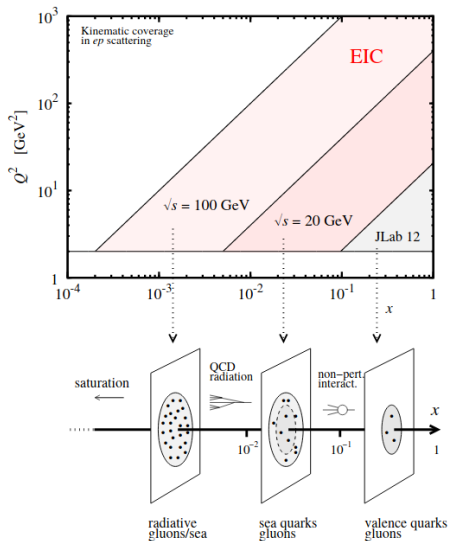 Kinematic coverage
in ep scattering
EIC
Q² [GeV²]
10³
10²
10¹
1
√s = 100 GeV
√s = 20 GeV
JLab 12
10⁻⁴
10⁻³
10⁻²
10⁻¹
1
x
saturation
QCD
radiation
non−pert.
interact.
x
10⁻²
10⁻¹
1
radiative
gluons/sea
sea quarks
gluons
valence quarks
gluons